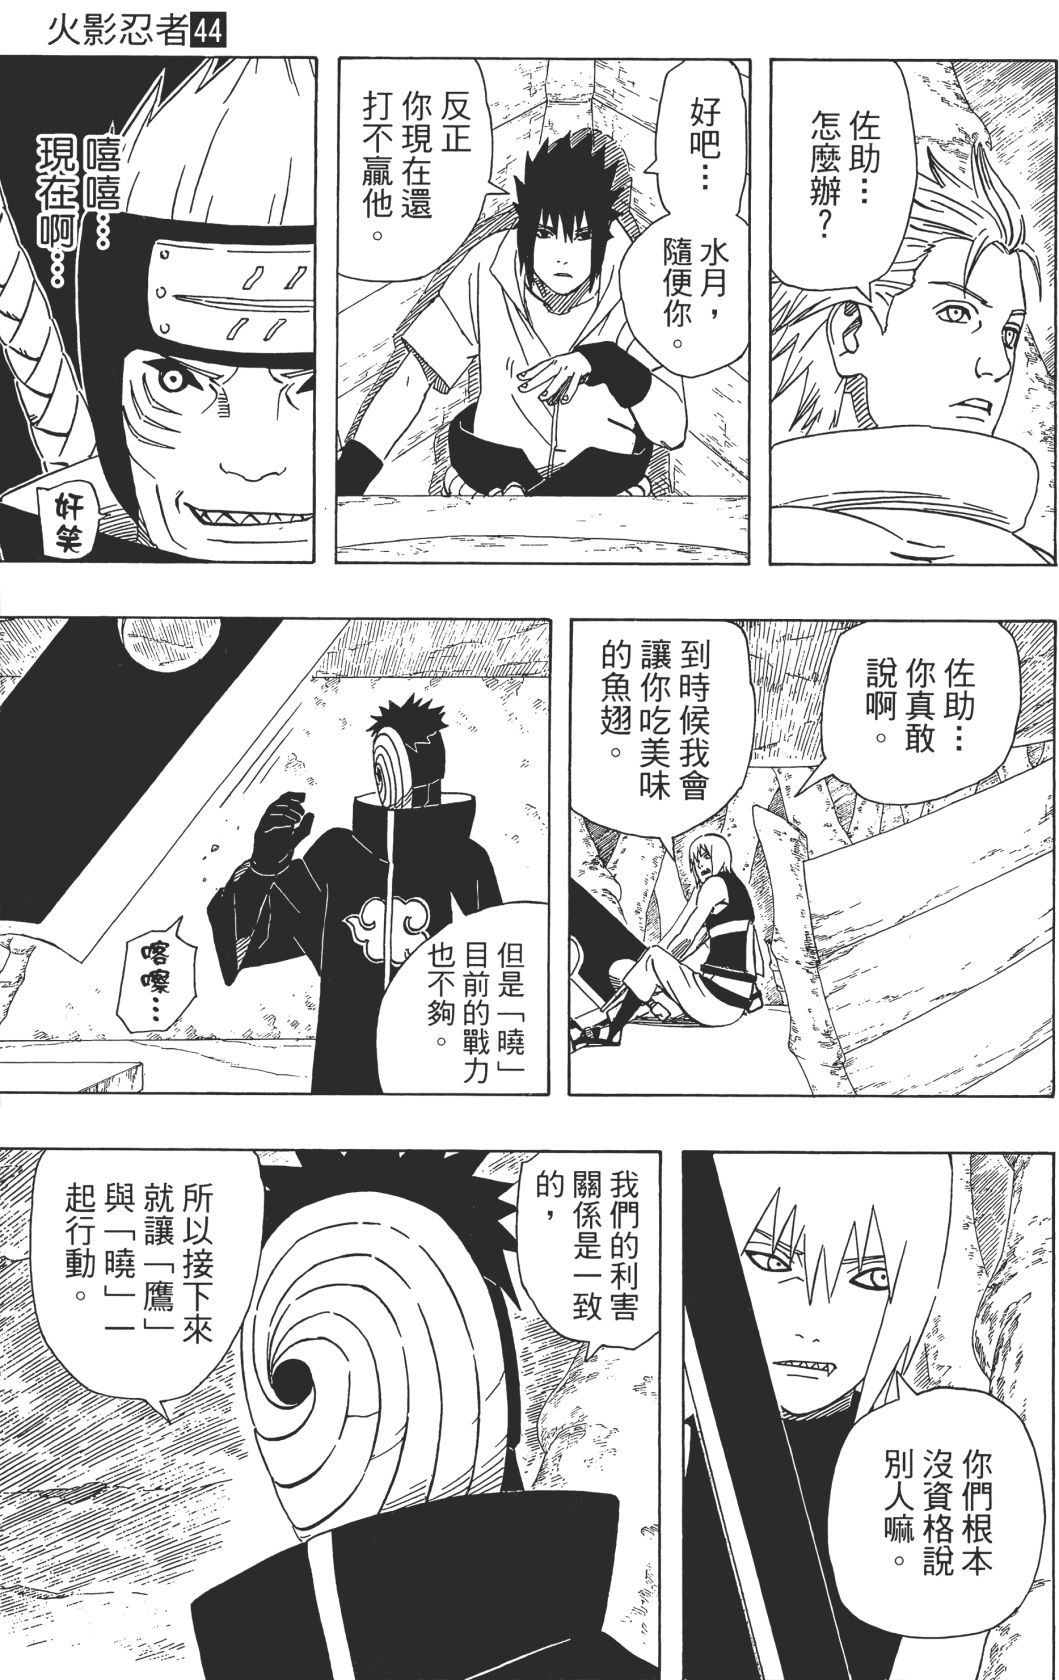 火影忍者44
佐助…
怎麼辦？
好吧…
水月，
隨便你。
反正
你現在還
打不贏他
。
嘻嘻…
現在啊…
奸笑
佐助…
你真敢
說啊。
到時候我會
讓你吃美味
的魚翅。
但是「曉」
目前的戰力
也不夠。
喀嚓…
你們根本
沒資格說
別人嘛。
我們的利害
關係是一致
的，
所以接下來
就讓「鷹」
與「曉」一
起行動。